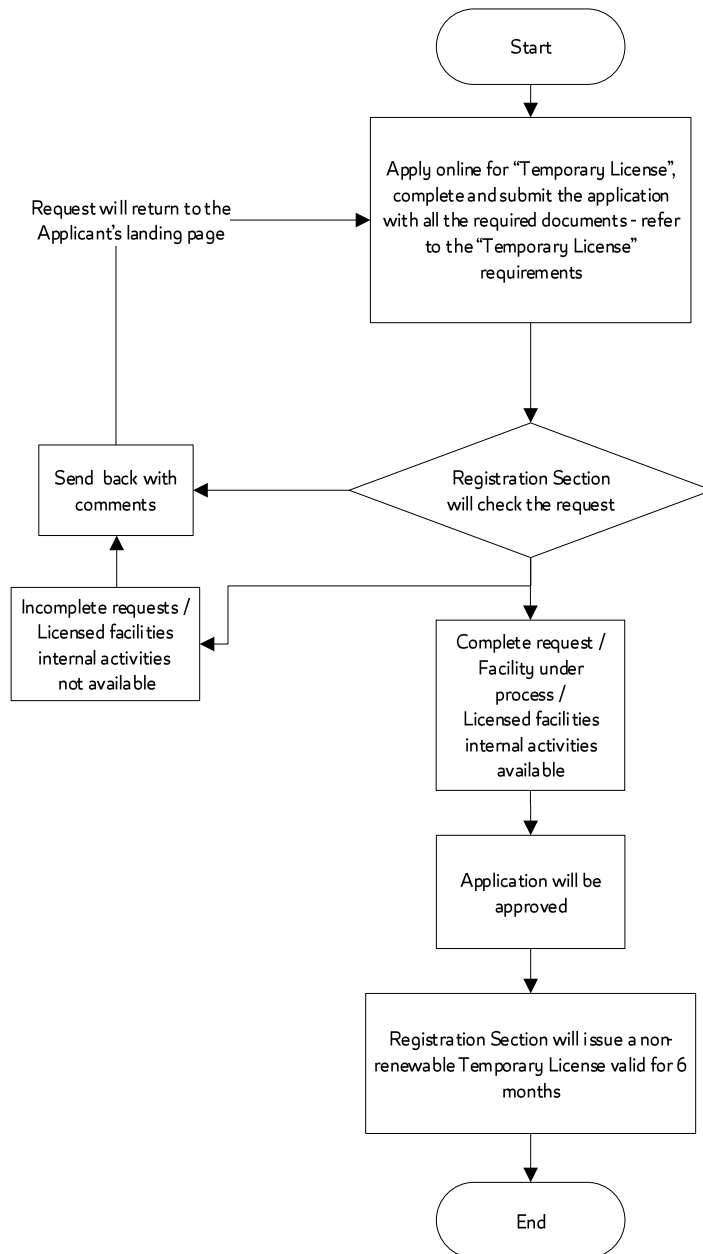 Start
Apply online for “Temporary License”,
complete and submit the application
with all the required documents - refer
to the “Temporary License”
requirements
Request will return to the
Applicant’s landing page
Registration Section
will check the request
Send back with
comments
Incomplete requests /
Licensed facilities
internal activities
not available
Complete request /
Facility under
process /
Licensed facilities
internal activities
available
Application will be
approved
Registration Section will issue a non-
renewable Temporary License valid for 6
months
End